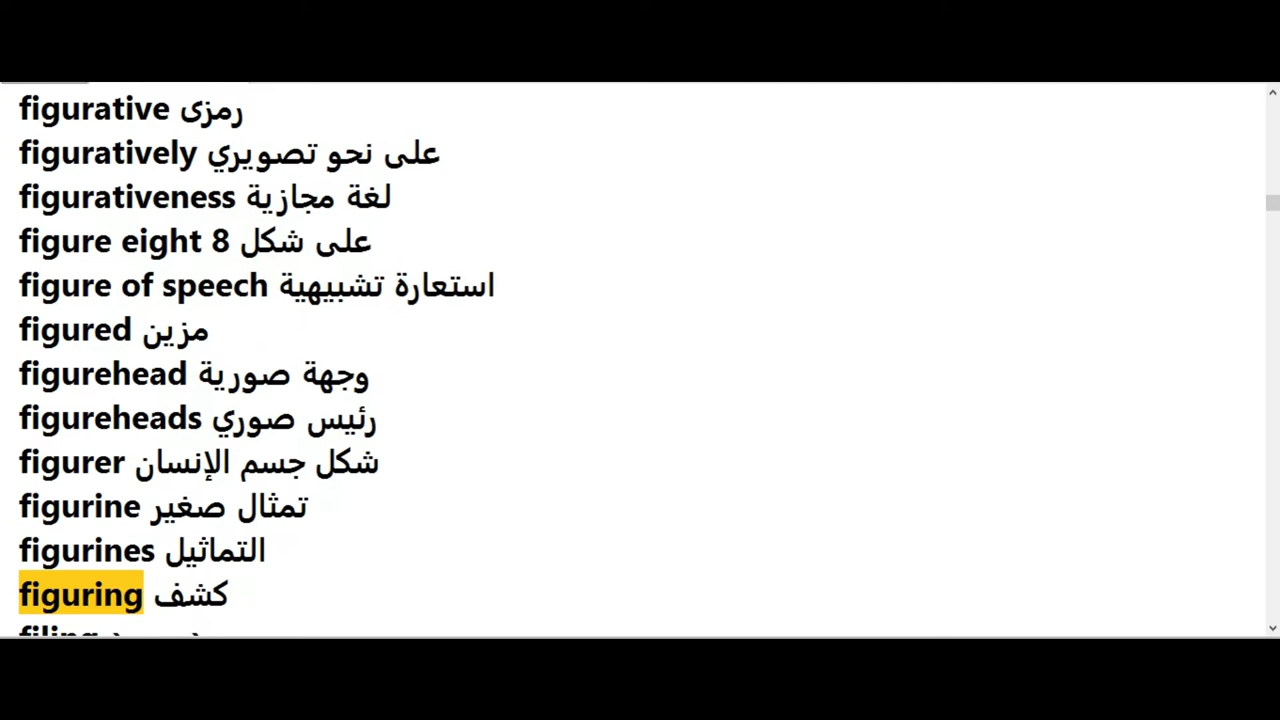 figurative رمزى
figuratively على نحو تصويري
figurativeness لغة مجازية
figure eight 8 على شكل
figure of speech استعارة تشبيهية
figured مزين
figurehead وجهة صورية
figureheads رئيس صوري
figurer شكل جسم الإنسان
figurine تمثال صغير
figurines التماثيل
figuring كشف
filing